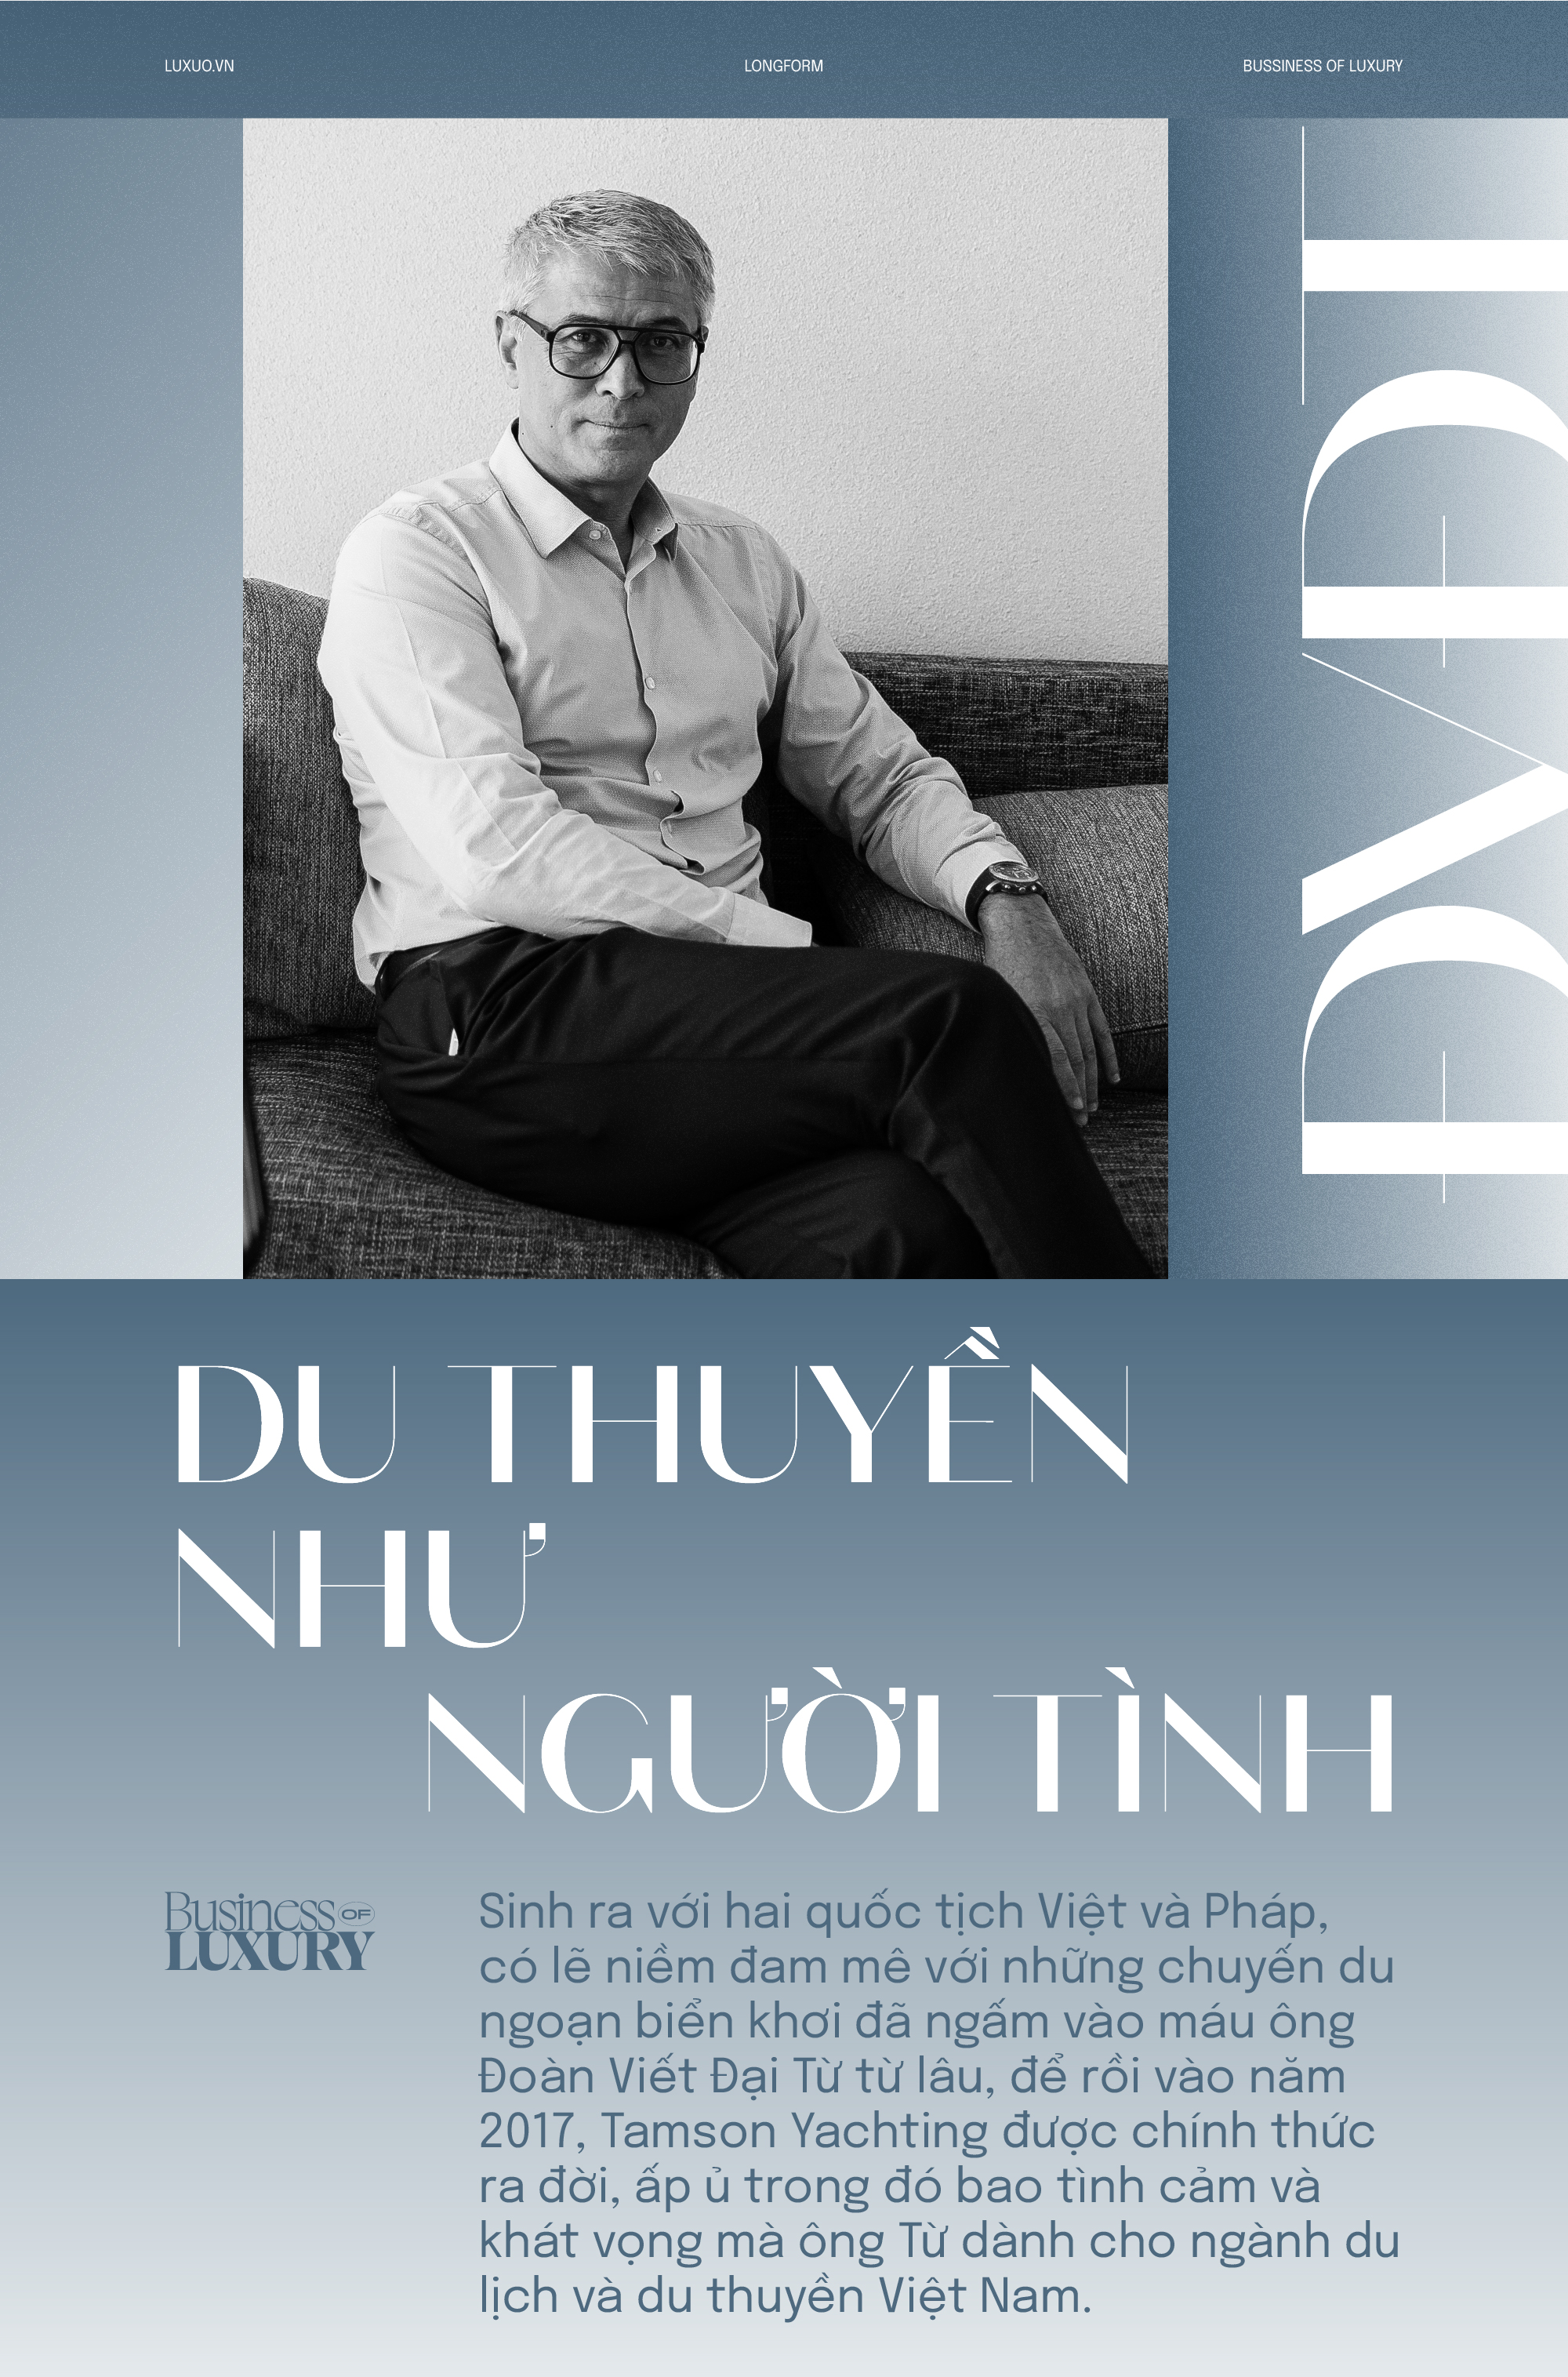 LUXUO.VN
LONGFORM
BUSSINESS OF LUXURY
ĐVĐT
DU THUYỀN
NHƯ
NGƯỜI TÌNH
Business OF
LUXURY
Sinh ra với hai quốc tịch Việt và Pháp,
có lẽ niềm đam mê với những chuyến du
ngoạn biển khơi đã ngấm vào máu ông
Đoàn Viết Đại Từ từ lâu, để rồi vào năm
2017, Tamson Yachting được chính thức
ra đời, ấp ủ trong đó bao tình cảm và
khát vọng mà ông Từ dành cho ngành du
lịch và du thuyền Việt Nam.